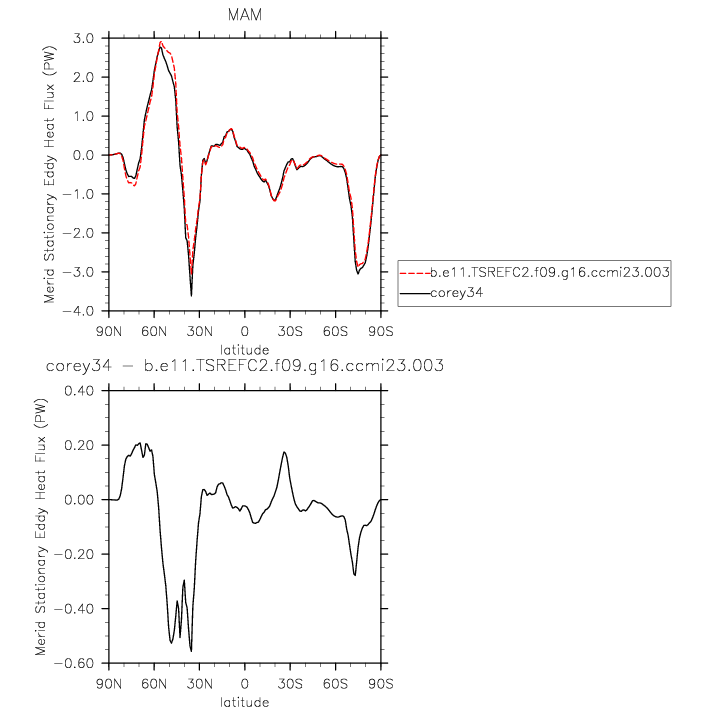 MAM
Merid Stationary Eddy Heat Flux (PW)
3.0
2.0
1.0
0.0
−1.0
−2.0
−3.0
−4.0
90N 60N 30N 0 30S 60S 90S
latitude
b.e11.TSREFC2.f09.g16.ccmi23.003
corey34
corey34 − b.e11.TSREFC2.f09.g16.ccmi23.003
Merid Stationary Eddy Heat Flux (PW)
0.40
0.20
0.00
−0.20
−0.40
−0.60
90N 60N 30N 0 30S 60S 90S
latitude